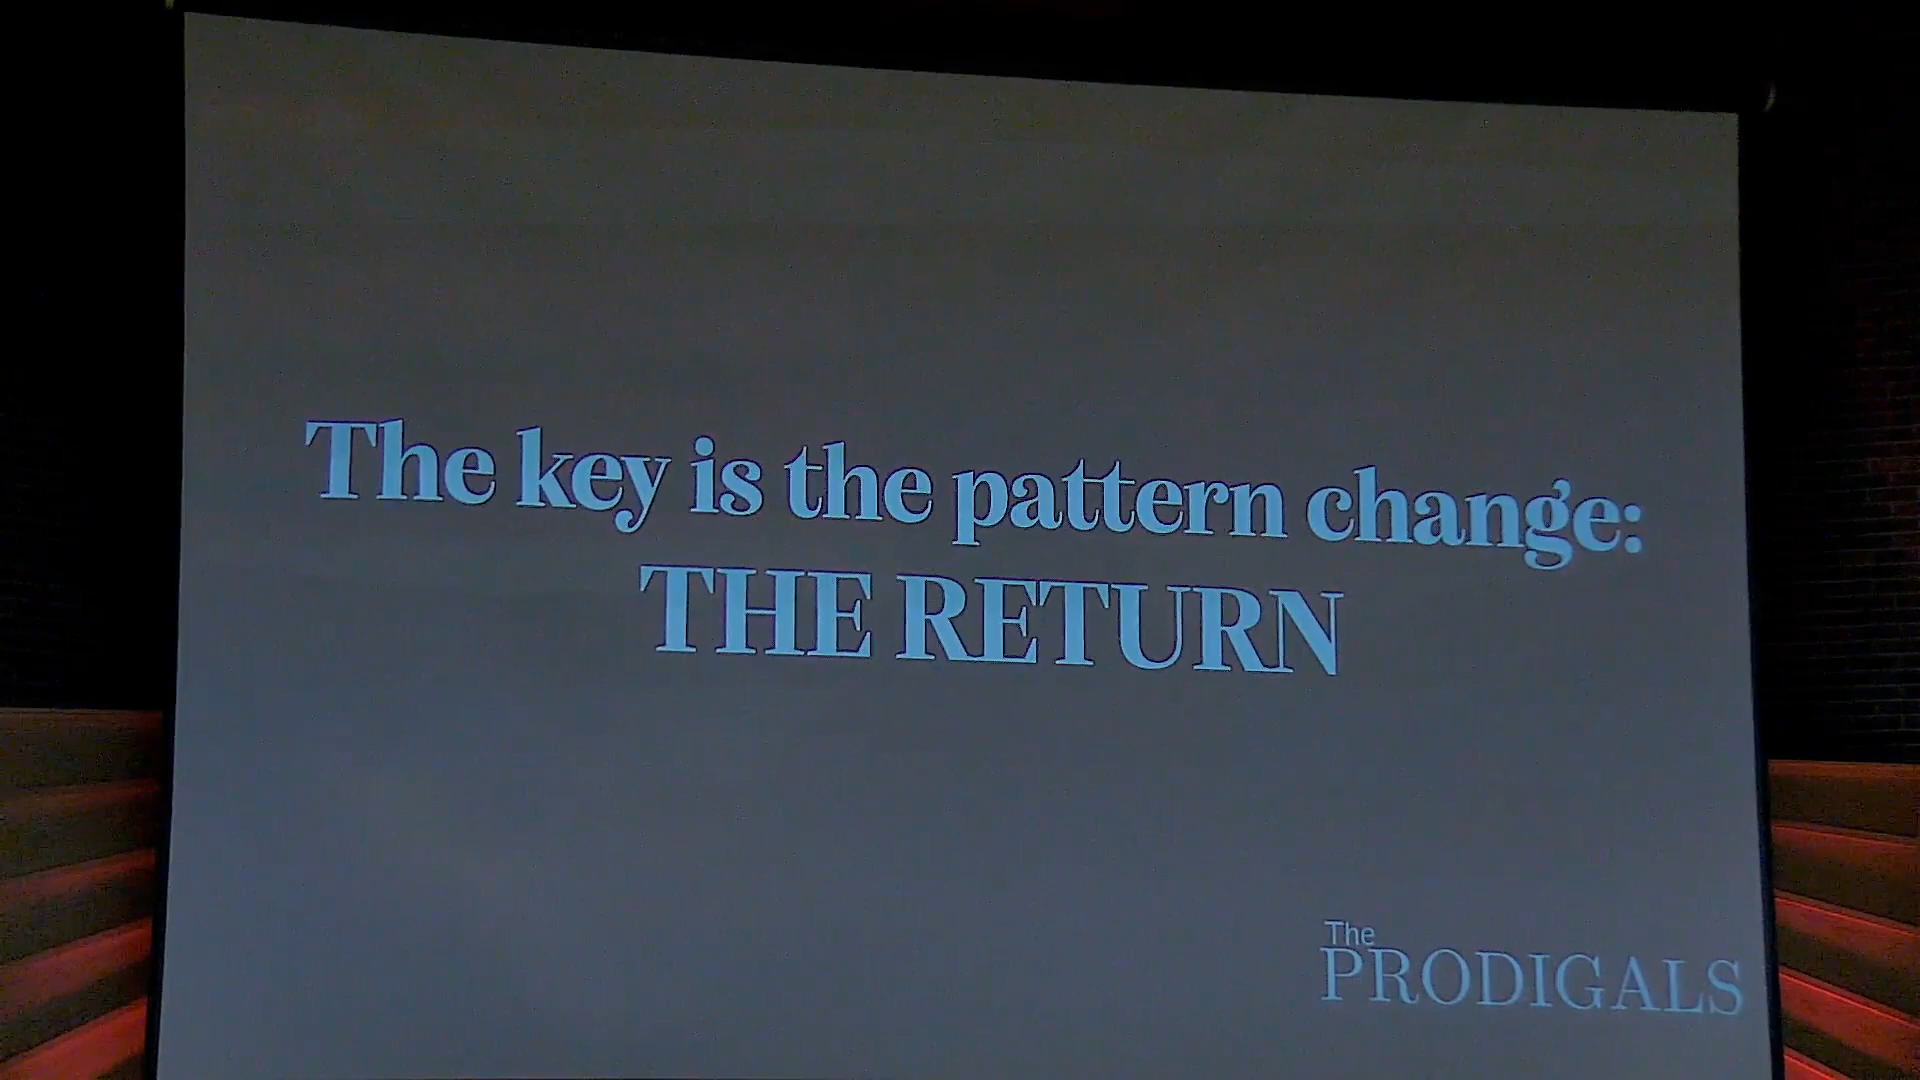 The key is the pattern change:
THE RETURN
The
PRODIGALS